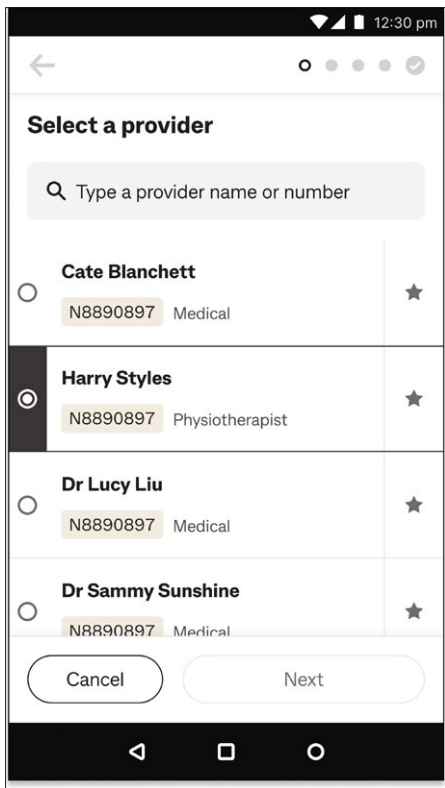 12:30 pm
Select a provider
Type a provider name or number
Cate Blanchett
N8890897 Medical
Harry Styles
N8890897 Physiotherapist
Dr Lucy Liu
N8890897 Medical
Dr Sammy Sunshine
N8890897 Medical
Cancel Next